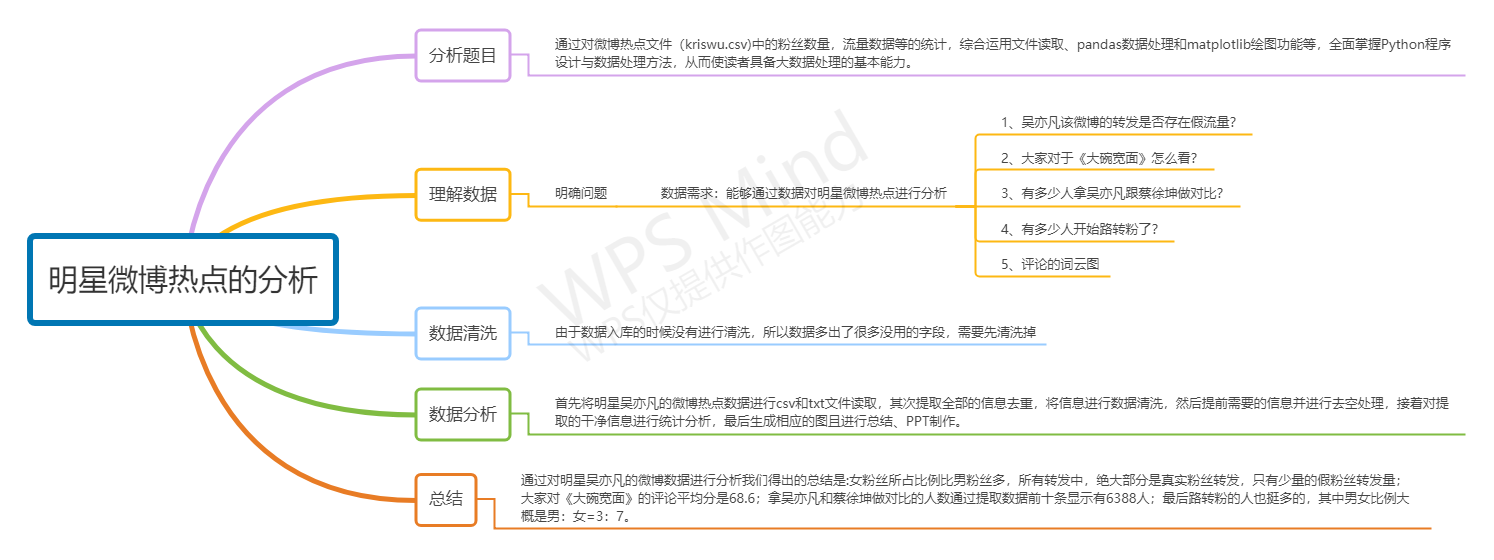 分析题目
通过对微博热点文件（kriswu.csv)中的粉丝数量，流量数据等的统计，综合运用文件读取、pandas数据处理和matplotlib绘图功能等，全面掌握Python程序
设计与数据处理方法，从而使读者具备大数据处理的基本能力。
1、吴亦凡该微博的转发是否存在假流量？
2、大家对于《大碗宽面》怎么看？
理解数据
明确问题
数据需求：能够通过数据对明星微博热点进行分析
3、有多少人拿吴亦凡跟蔡徐坤做对比？
4、有多少人开始路转粉了？
5、评论的词云图
明星微博热点的分析
数据清洗
由于数据入库的时候没有进行清洗，所以数据多出了很多没用的字段，需要先清洗掉
数据分析
首先将明星吴亦凡的微博热点数据进行csv和txt文件读取，其次提取全部的信息去重，将信息进行数据清洗，然后提前需要的信息并进行去空处理，接着对提
取的干净信息进行统计分析，最后生成相应的图且进行总结、PPT制作。
总结
通过对明星吴亦凡的微博数据进行分析我们得出的总结是:女粉丝所占比例比男粉丝多，所有转发中，绝大部分是真实粉丝转发，只有少量的假粉丝转发量；
大家对《大碗宽面》的评论平均分是68.6；拿吴亦凡和蔡徐坤做对比的人数通过提取数据前十条显示有6388人；最后路转粉的人也挺多的，其中男女比例大
概是男：女=3：7。
WPS Mind
WPS仅提供作图能力